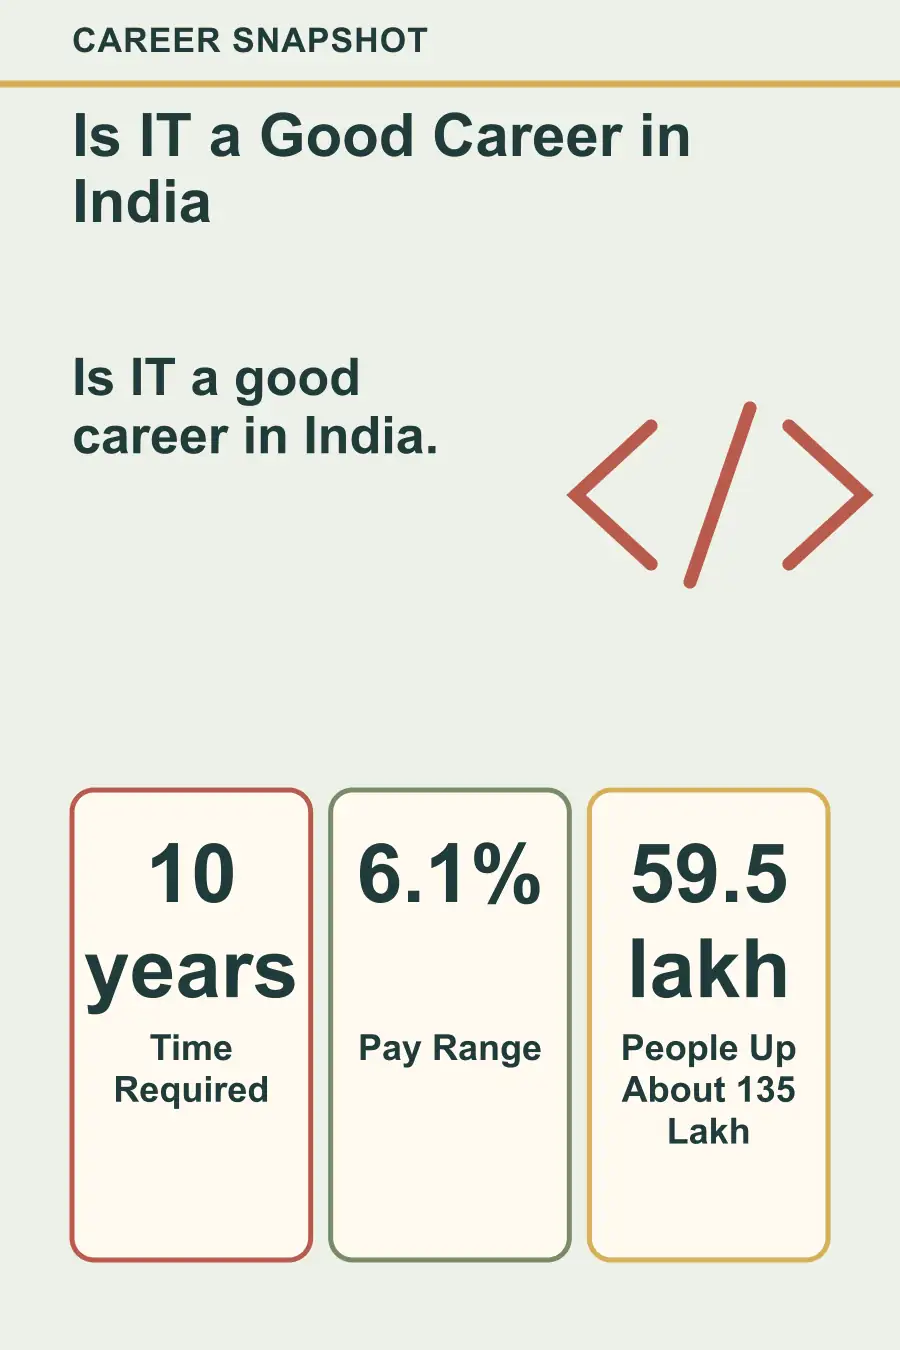 CAREER SNAPSHOT
Is IT a Good Career in
India
Is IT a good
career in India.
10
years
Time
Required
6.1%
Pay Range
59.5
lakh
People Up
About 135
Lakh